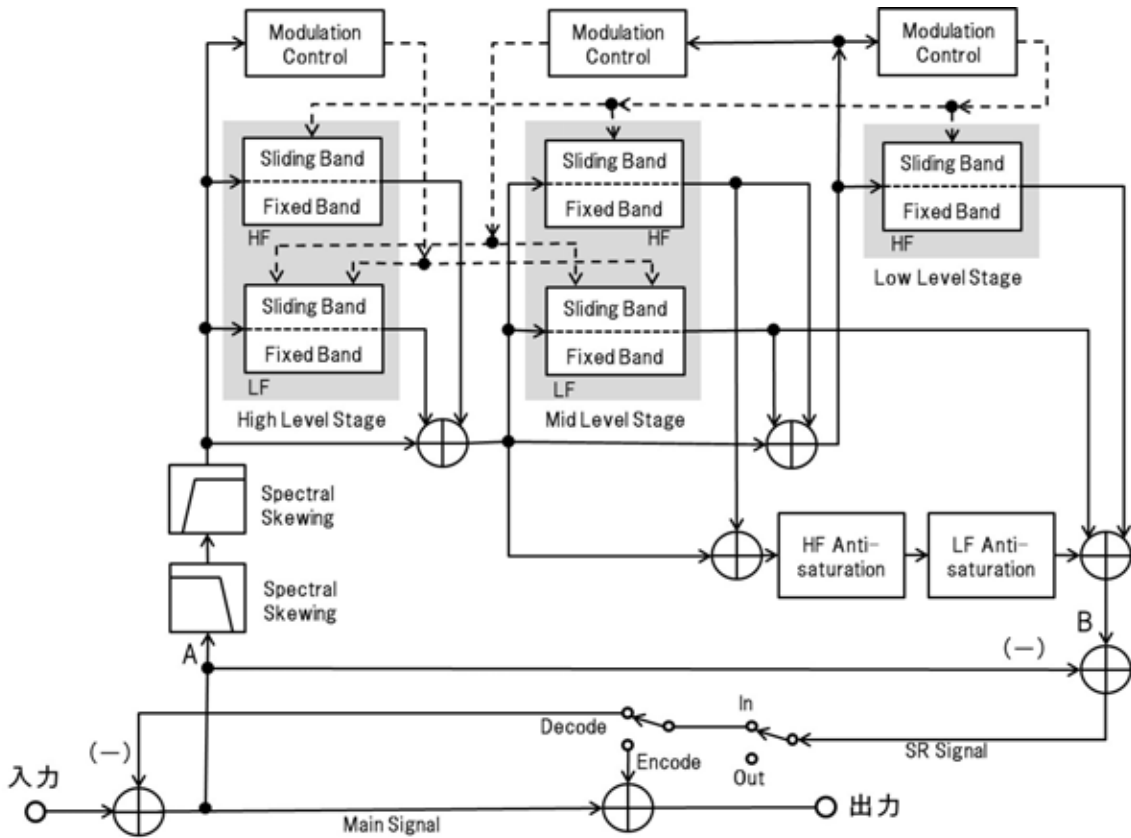 Modulation
Control
Modulation
Control
Modulation
Control
Sliding Band
Fixed Band
HF
Sliding Band
Fixed Band
HF
Sliding Band
Fixed Band
HF
Low Level Stage
Sliding Band
Fixed Band
LF
High Level Stage
Sliding Band
Fixed Band
LF
Mid Level Stage
Spectral
Skewing
HF Anti-
saturation
LF Anti-
saturation
Spectral
Skewing
A
B
(—)
In
Decode
SR Signal
(—)
Encode
Out
入力
Main Signal
出力